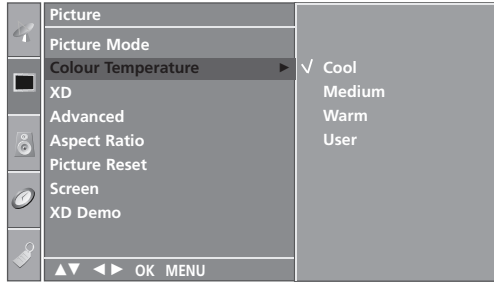 Picture
Picture Mode
Colour Temperature ► √ Cool
XD Medium
Advanced Warm
Aspect Ratio User
Picture Reset
Screen
XD Demo
▲▼ ◄► OK MENU